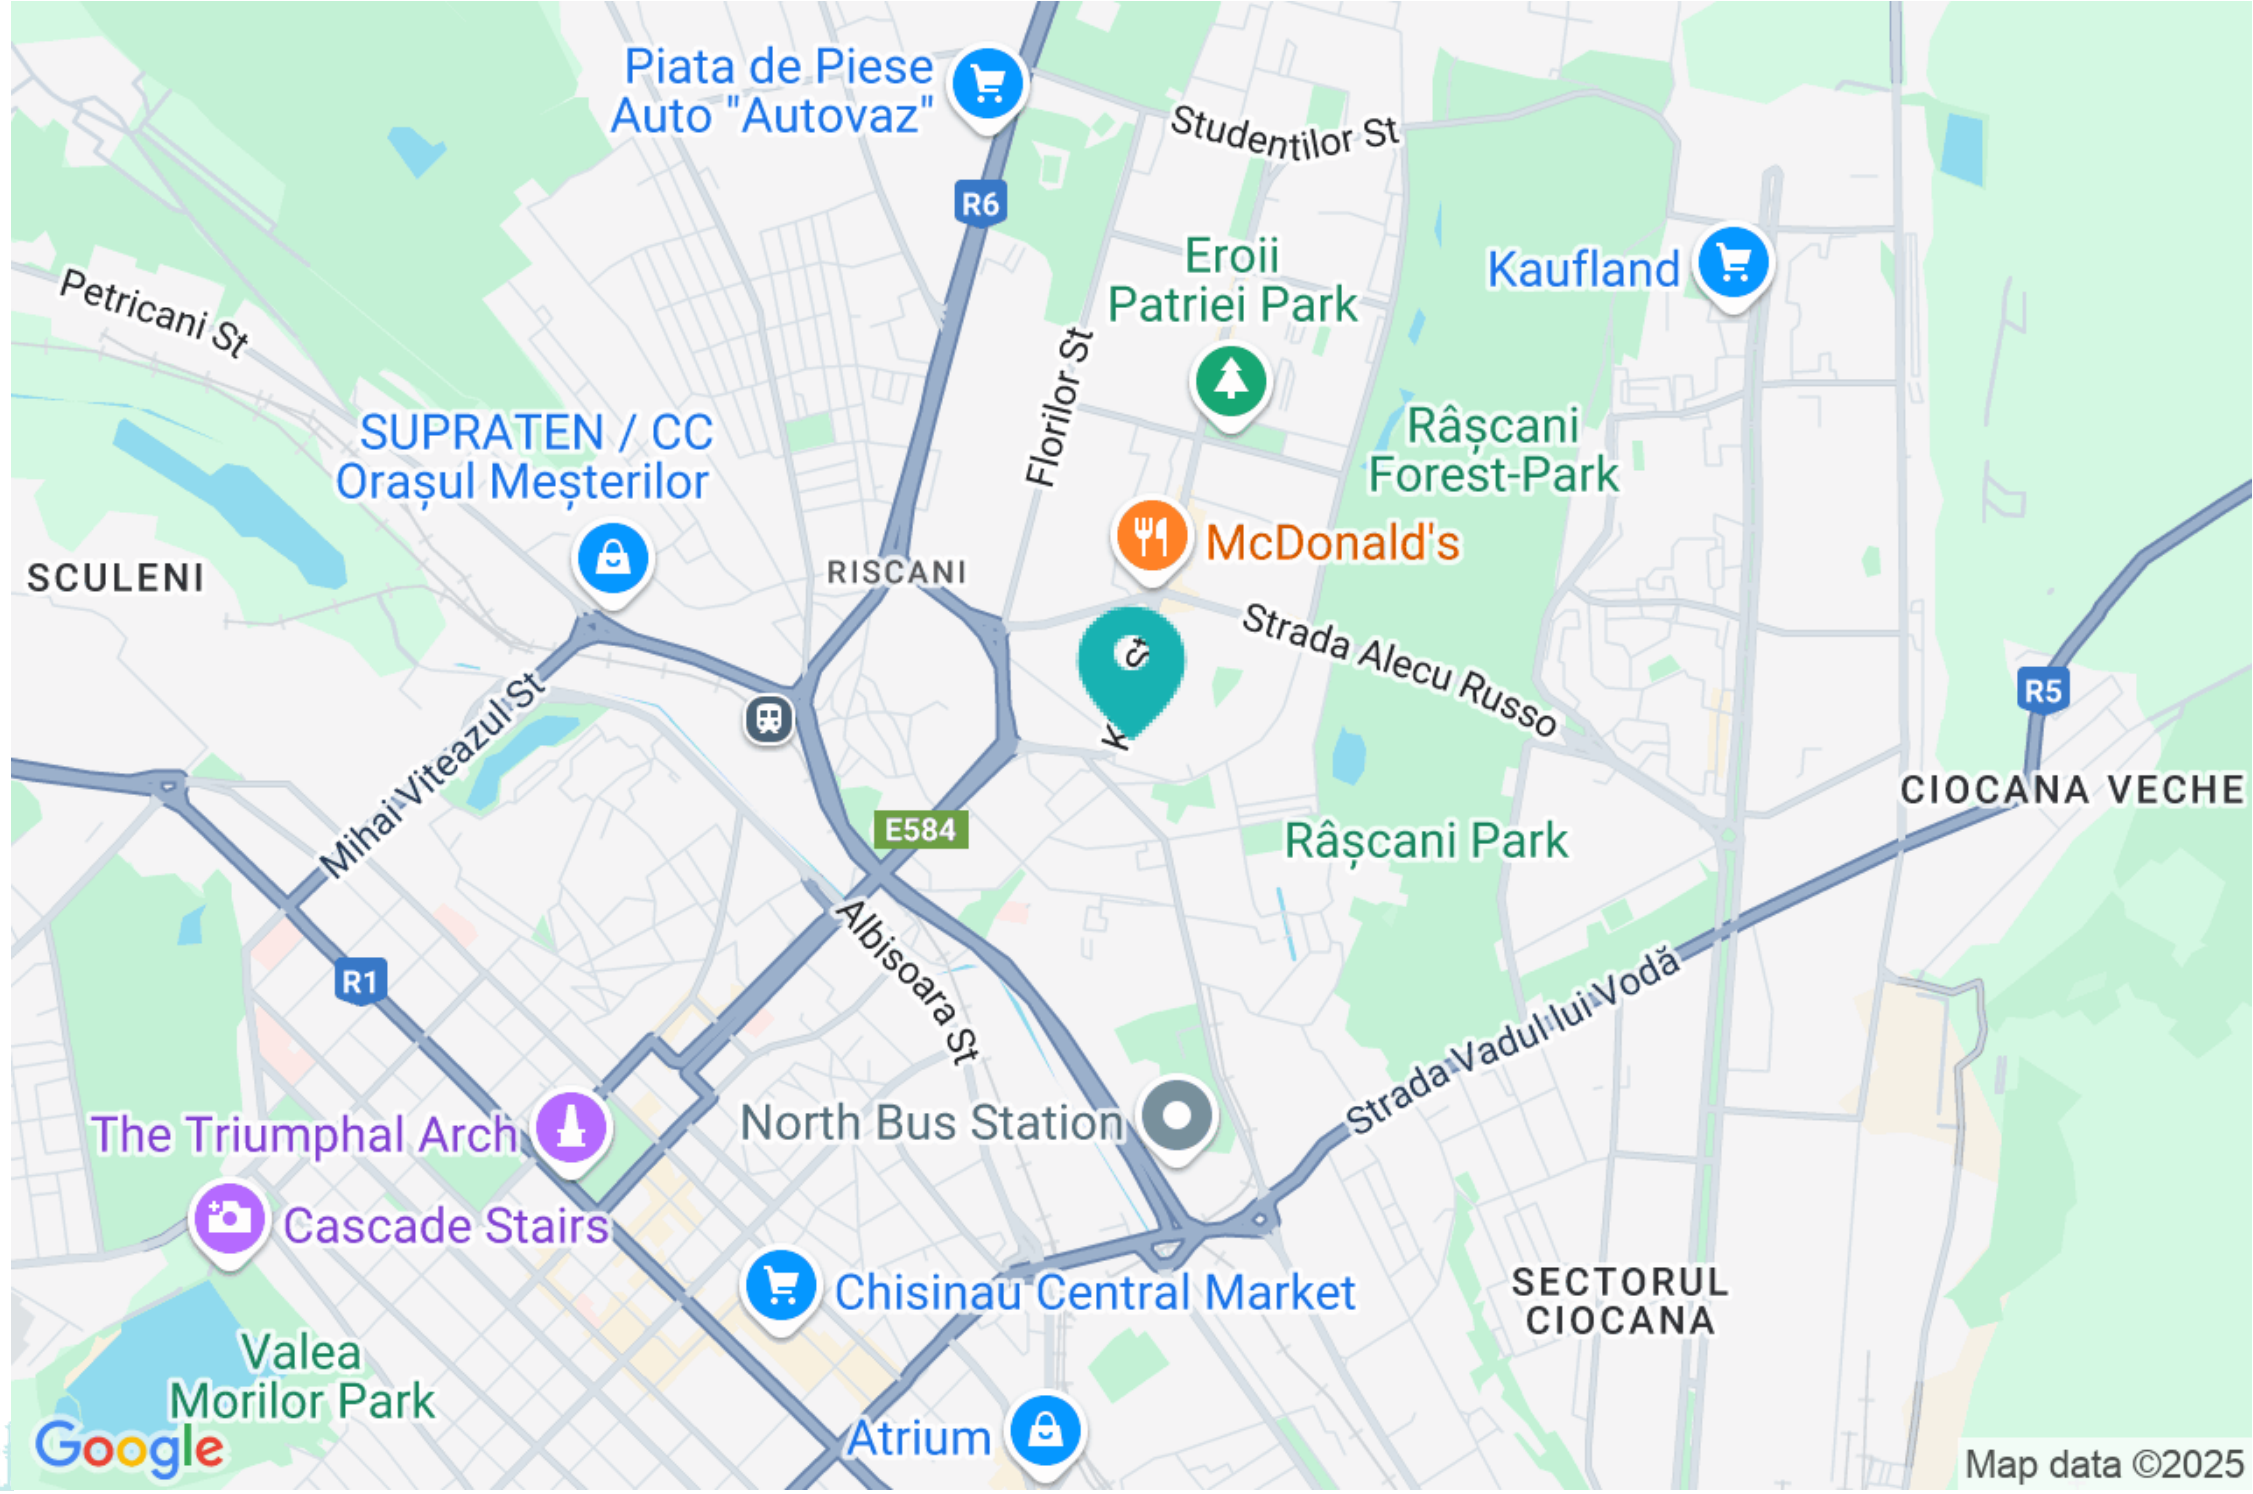 Piata de Piese
Auto "Autovaz"
Studentilor St
R6
Eroii
Patriei Park
Kaufland
Petricani St
Florilor St
SUPRATEN / CC
Orașul Meșterilor
Râșcani
Forest-Park
McDonald's
SCULENI
RISCANI
Strada Alecu Russo
St
R5
Mihai Viteazul St
CIOCANA VECHE
E584
Râșcani Park
Albisoara St
R1
Strada Vadul lui Vodă
The Triumphal Arch
North Bus Station
Cascade Stairs
Chisinau Central Market
SECTORUL
CIOCANA
Valea
Morilor Park
Atrium
Google
Map data ©2025